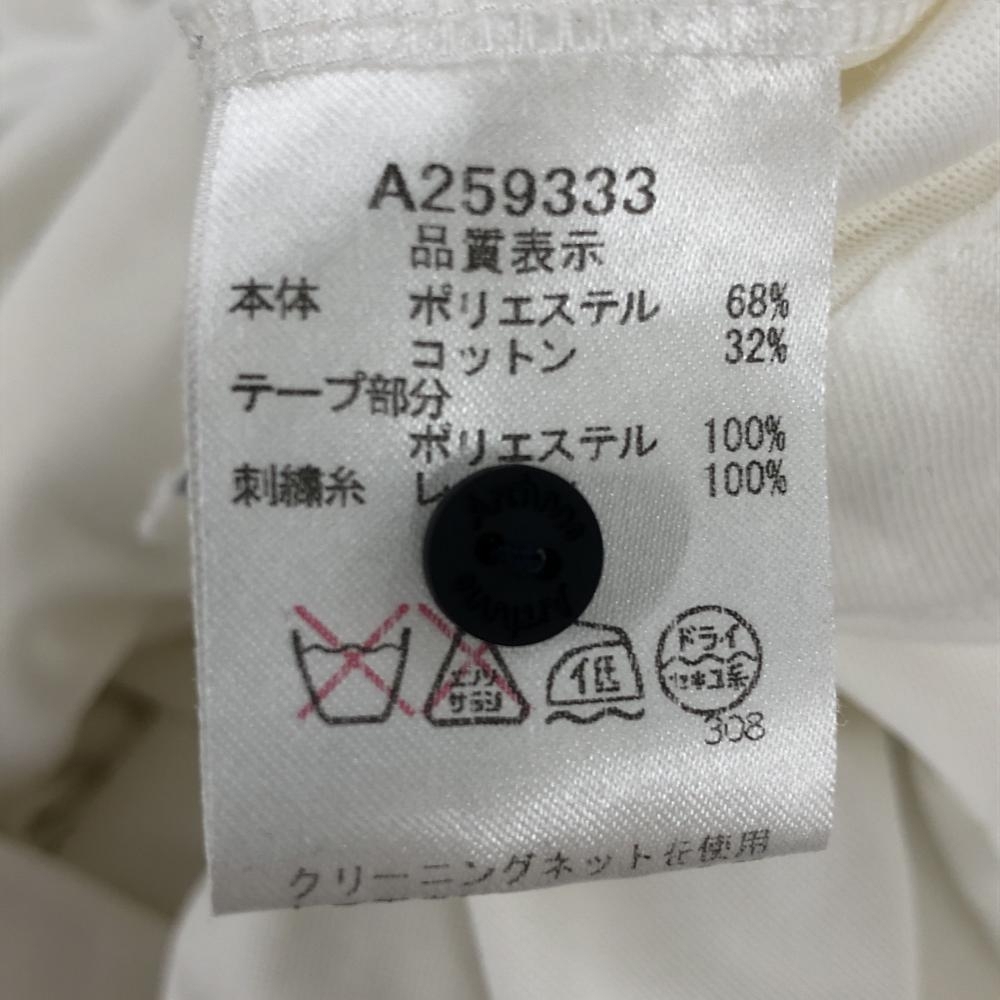 A259333
品質表示
本体 ポリエステル 68%
コットン 32%
テープ部分
ポリエステル 100%
刺繍糸 100%
エンソ
サラシ
低
ドライ
セキユ系
308
クリーニングネットを使用